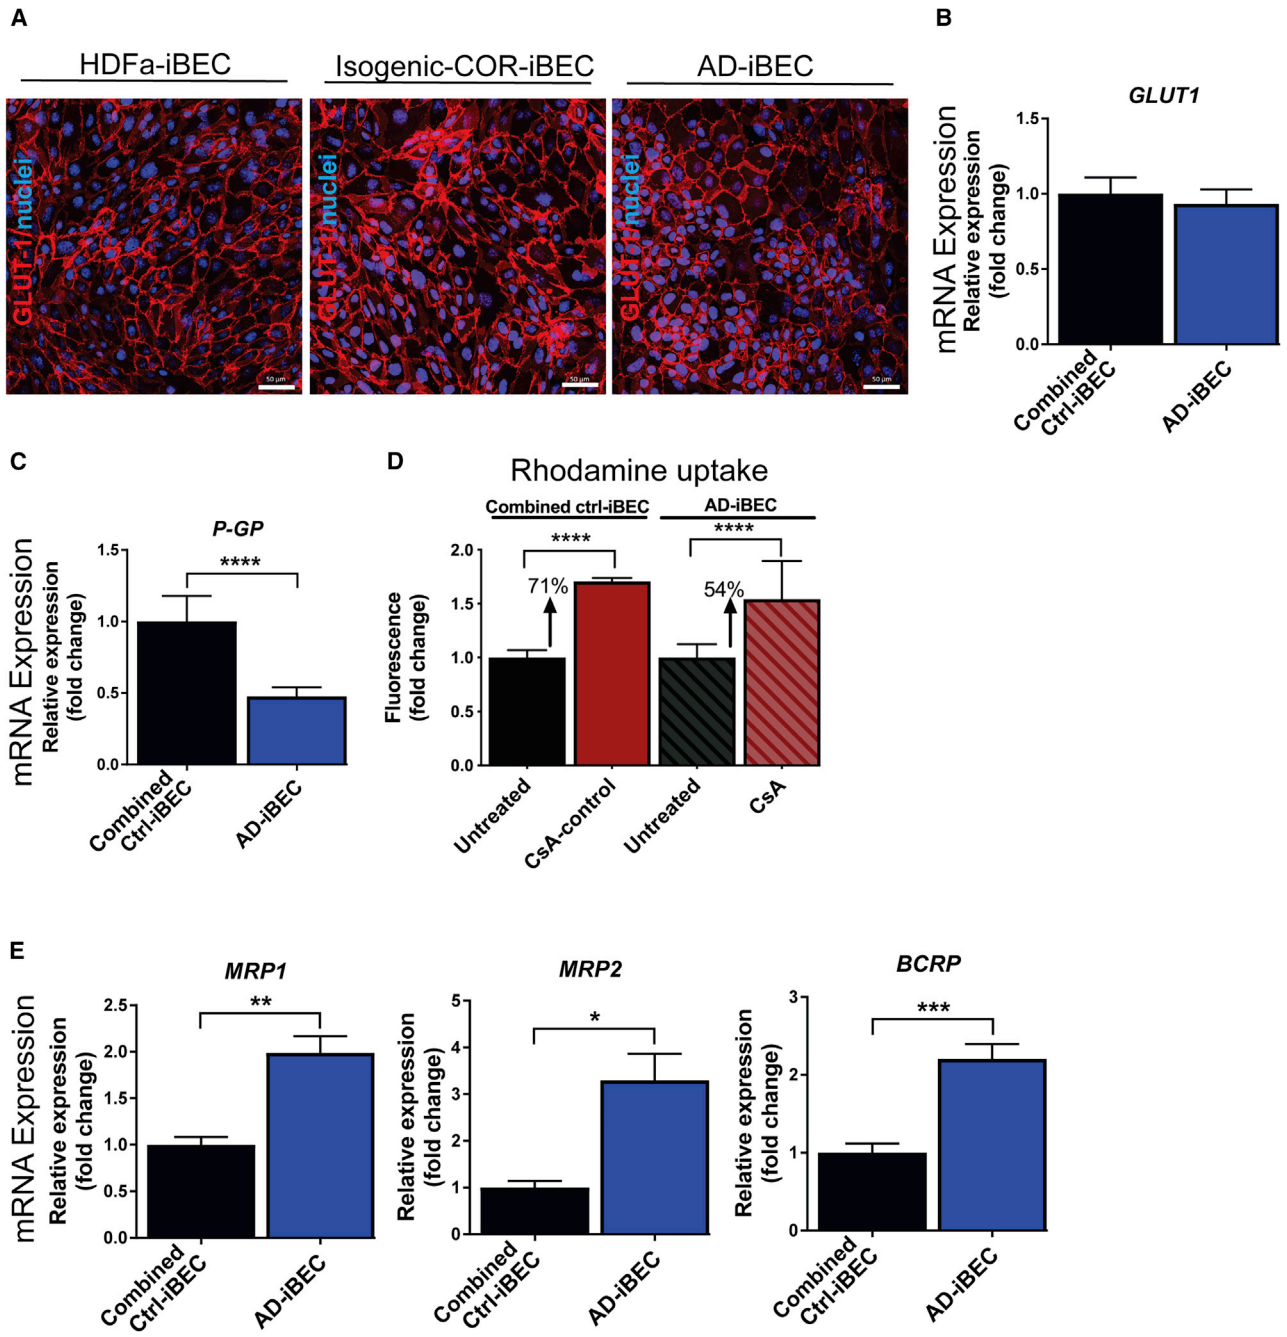 A
HDFa-iBEC
Isogenic-COR-iBEC
AD-iBEC
GLUT-1/nuclei
GLUT-1/nuclei
GLUT-1/nuclei
50 µm
50 µm
50 µm
B
GLUT1
mRNA Expression
Relative expression
(fold change)
1.5
1.0
0.5
0.0
Combined
Ctrl-iBEC
AD-iBEC
C
P-GP
mRNA Expression
Relative expression
(fold change)
1.5
1.0
0.5
0.0
****
Combined
Ctrl-iBEC
AD-iBEC
D
Rhodamine uptake
Combined ctrl-iBEC
AD-iBEC
****
****
71%
54%
Fluorescence
(fold change)
2.0
1.5
1.0
0.5
0.0
Untreated
CsA-control
Untreated
CsA
E
MRP1
mRNA Expression
Relative expression
(fold change)
2.5
2.0
1.0
0.5
0.0
**
Combined
Ctrl-iBEC
AD-iBEC
MRP2
Relative expression
(fold change)
5
4
3
2
1
0
*
Combined
Ctrl-iBEC
AD-iBEC
BCRP
Relative expression
(fold change)
3
2
1
0
***
Combined
Ctrl-iBEC
AD-iBEC